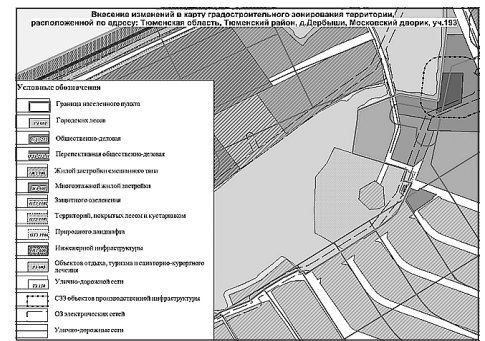 Внесение изменений в карту градостроительного зонирования территории,
расположенной по адресу: Тюменская область, Тюменский район, д.Дербыши, Московский дворик, уч.193
Условные обозначения
Граница населенного пункта
Городских лесов
Общественно-деловая
Перспективная общественно-деловая
Жилой застройки смешанного типа
Многоэтажной жилой застройки
Защитного озеленения
Территорий, покрытых лесом и кустарником
Природного ландшафта
Инженерной инфраструктуры
Объектов отдыха, туризма и санаторно-курортного
лечения
Улично-дорожной сети
СЗЗ объектов производственной инфраструктуры
ОЗ электрических сетей
Улично-дорожные сети